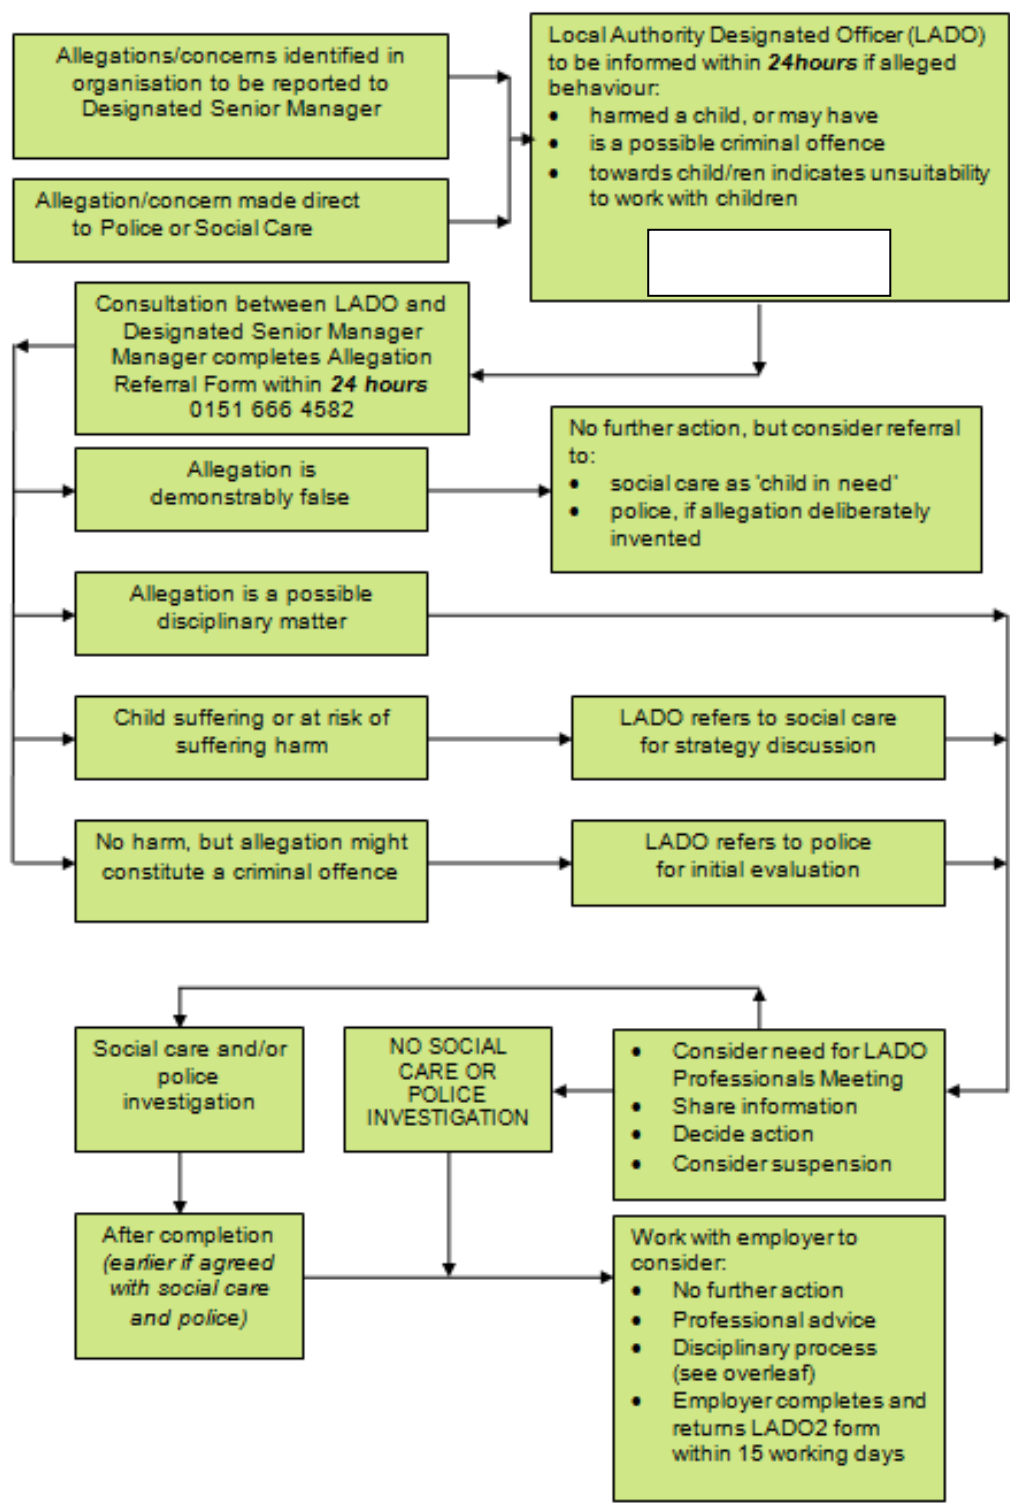 Allegations/concerns identified in
organisation to be reported to
Designated Senior Manager
Local Authority Designated Officer (LADO)
to be informed within 24hours if alleged
behaviour:
• harmed a child, or may have
• is a possible criminal offence
• towards child/ren indicates unsuitability
to work with children
Allegation/concern made direct
to Police or Social Care
Consultation between LADO and
Designated Senior Manager
Manager completes Allegation
Referral Form within 24 hours
0151 666 4582
No further action, but consider referral
to:
• social care as 'child in need'
• police, if allegation deliberately
invented
Allegation is
demonstrably false
Allegation is a possible
disciplinary matter
Child suffering or at risk of
suffering harm
LADO refers to social care
for strategy discussion
No harm, but allegation might
constitute a criminal offence
LADO refers to police
for initial evaluation
Social care and/or
police
investigation
NO SOCIAL
CARE OR
POLICE
INVESTIGATION
• Consider need for LADO
Professionals Meeting
• Share information
• Decide action
• Consider suspension
After completion
(earlier if agreed
with social care
and police)
Work with employer to
consider:
• No further action
• Professional advice
• Disciplinary process
(see overleaf)
• Employer completes and
returns LADO2 form
within 15 working days